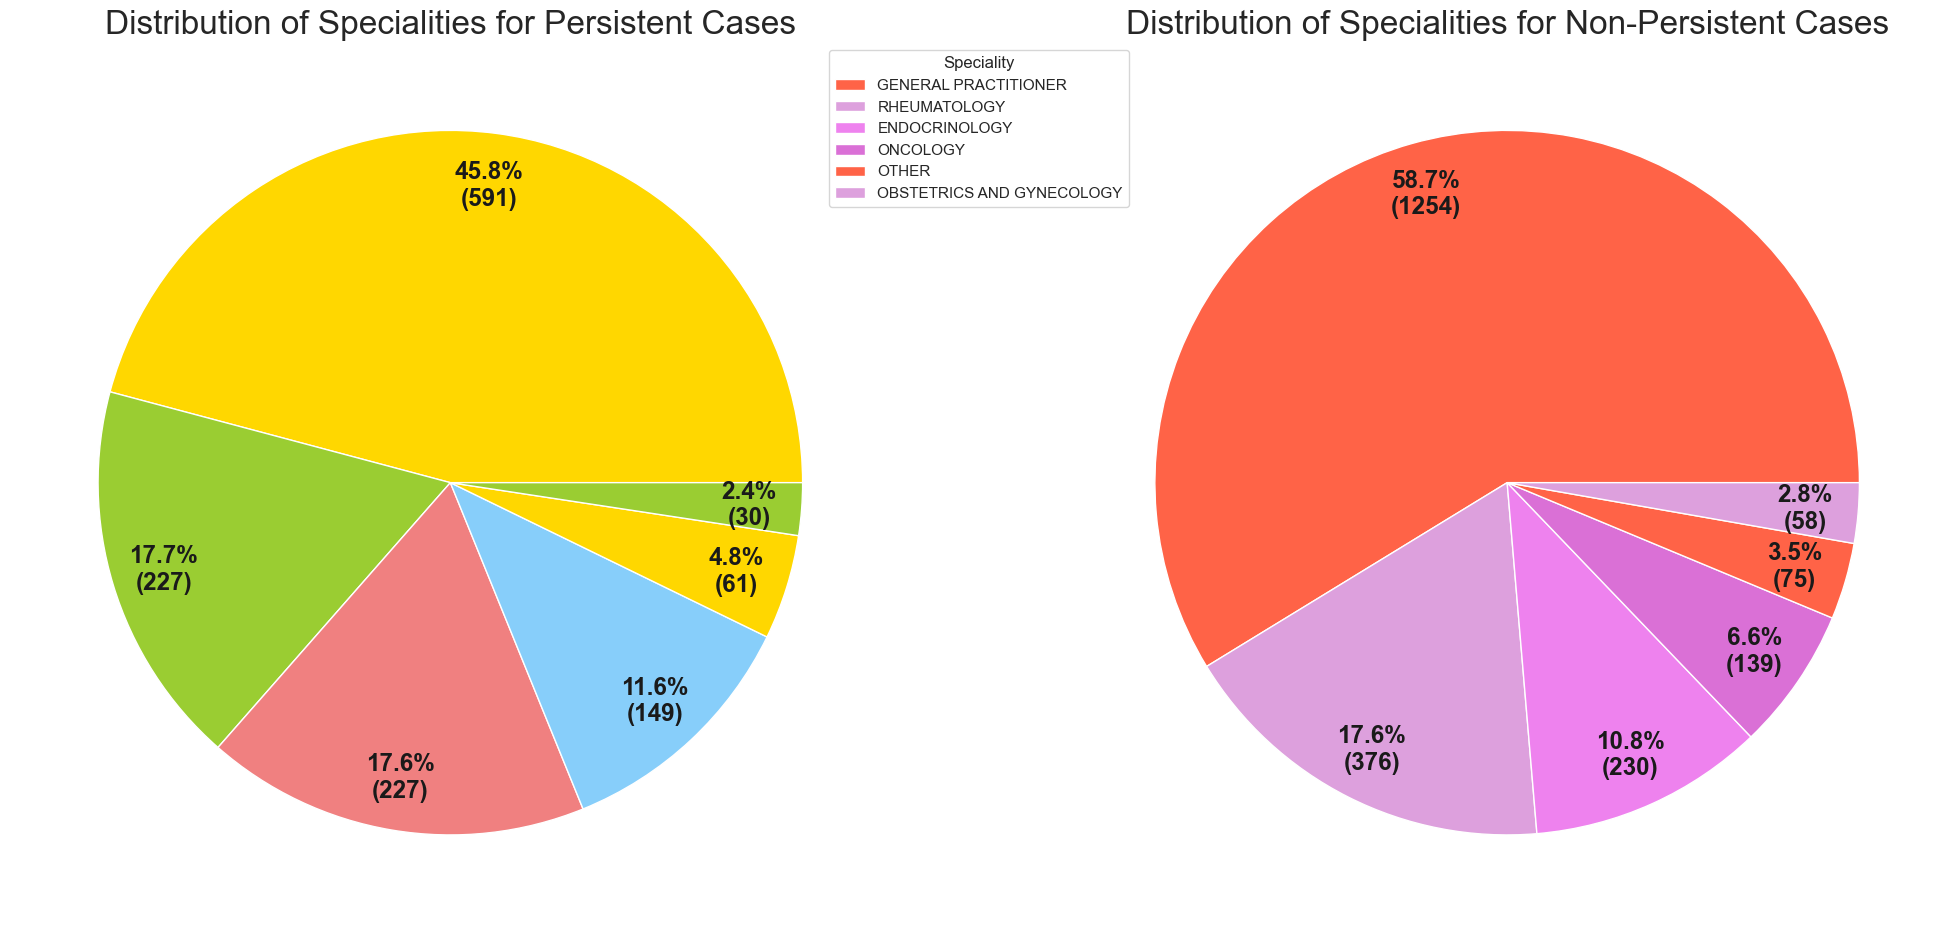 Distribution of Specialities for Persistent Cases
45.8%
(591)
17.7%
(227)
17.6%
(227)
11.6%
(149)
4.8%
(61)
2.4%
(30)
Speciality
GENERAL PRACTITIONER
RHEUMATOLOGY
ENDOCRINOLOGY
ONCOLOGY
OTHER
OBSTETRICS AND GYNECOLOGY
Distribution of Specialities for Non-Persistent Cases
58.7%
(1254)
17.6%
(376)
10.8%
(230)
6.6%
(139)
3.5%
(75)
2.8%
(58)